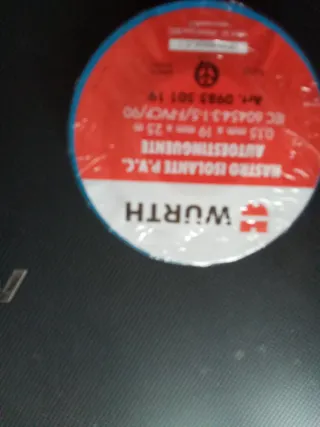 WÜRTH
NASTRO ISOLANTE P.V.C.
AUTOESTINGUENTE
0,15 mm x 19 mm x 25 m
IEC 60454-3-1-5/F-PVCP/90
Art. 0985 101 19